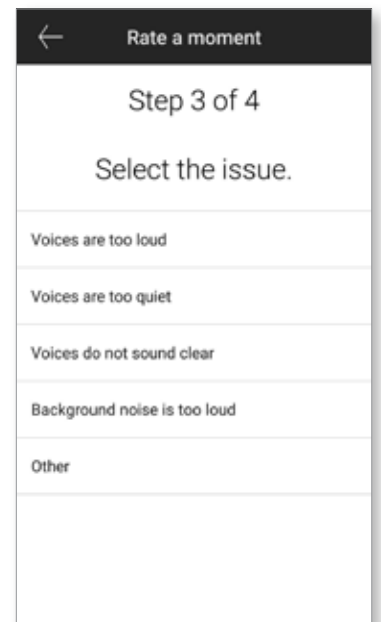 Rate a moment
Step 3 of 4
Select the issue.
Voices are too loud
Voices are too quiet
Voices do not sound clear
Background noise is too loud
Other